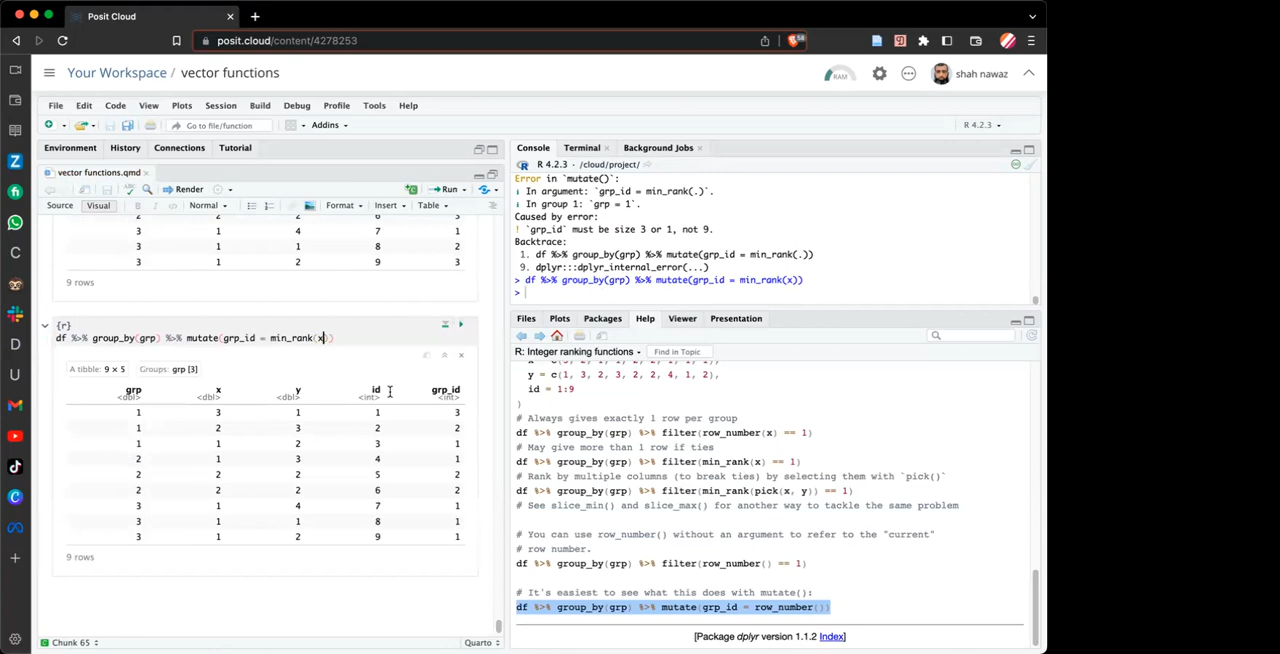 Posit Cloud
posit.cloud/content/4278253
58
Your Workspace / vector functions
RAM
shah nawaz
File Edit Code View Plots Session Build Debug Profile Tools Help
Go to file/function
Addins
R 4.2.3
Environment History Connections Tutorial
vector functions.qmd
Render
Run
Source Visual
Normal
Format
Insert
Table
3 1 4 7 1
3 1 1 8 2
3 1 2 9 3
9 rows
{r}
df %>% group_by(grp) %>% mutate(grp_id = min_rank(x))
A tibble: 9 × 5 Groups: grp [3]
grp x y id grp_id
<dbl> <dbl> <dbl> <int> <int>
1 3 1 1 3
1 2 3 2 2
1 1 2 3 1
2 1 3 4 1
2 2 2 5 2
2 2 2 6 2
3 1 4 7 1
3 1 1 8 1
3 1 2 9 1
9 rows
Chunk 65
Quarto
Console Terminal Background Jobs
R 4.2.3 · /cloud/project/
Error in `mutate()`:
i In argument: `grp_id = min_rank(.)`.
i In group 1: `grp = 1`.
Caused by error:
! `grp_id` must be size 3 or 1, not 9.
Backtrace:
1. df %>% group_by(grp) %>% mutate(grp_id = min_rank(.))
9. dplyr:::dplyr_internal_error(...)
> df %>% group_by(grp) %>% mutate(grp_id = min_rank(x))
>
Files Plots Packages Help Viewer Presentation
R: Integer ranking functions
Find in Topic
y = c(1, 3, 2, 3, 2, 2, 4, 1, 2),
id = 1:9
)
# Always gives exactly 1 row per group
df %>% group_by(grp) %>% filter(row_number(x) == 1)
# May give more than 1 row if ties
df %>% group_by(grp) %>% filter(min_rank(x) == 1)
# Rank by multiple columns (to break ties) by selecting them with `pick()`
df %>% group_by(grp) %>% filter(min_rank(pick(x, y)) == 1)
# See slice_min() and slice_max() for another way to tackle the same problem
# You can use row_number() without an argument to refer to the "current"
# row number.
df %>% group_by(grp) %>% filter(row_number() == 1)
# It's easiest to see what this does with mutate():
df %>% group_by(grp) %>% mutate(grp_id = row_number())
[Package dplyr version 1.1.2 Index]